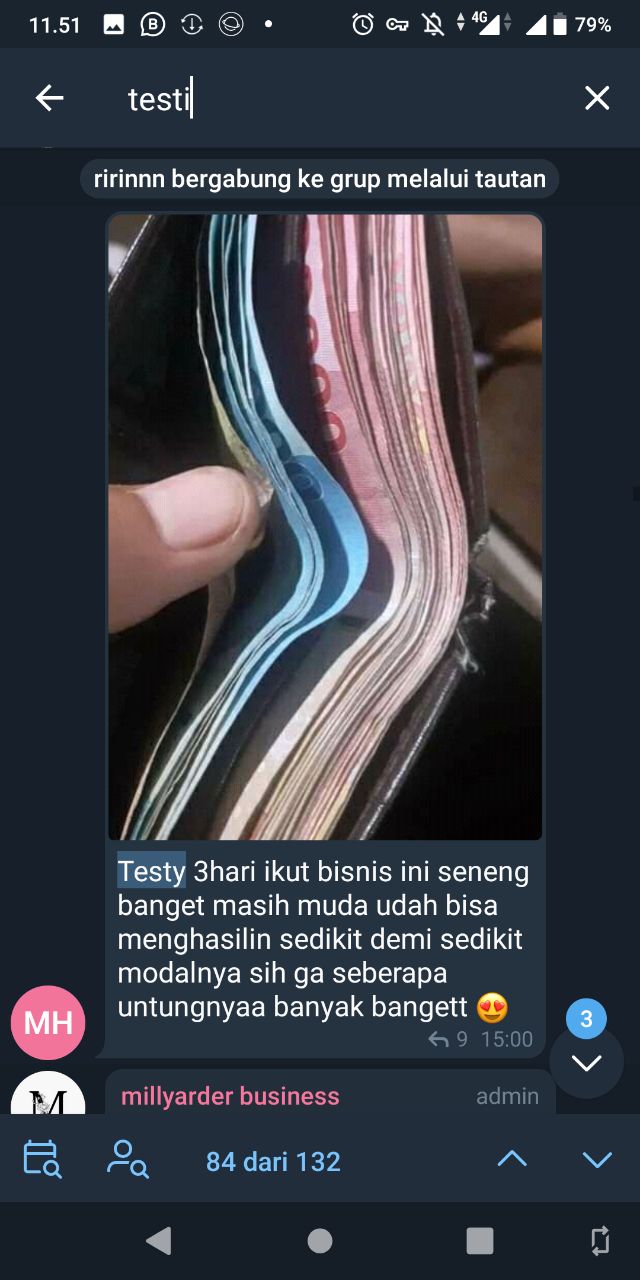 11.51
B
4G
79%
testi
ririnnn bergabung ke grup melalui tautan
Testy 3hari ikut bisnis ini seneng
banget masih muda udah bisa
menghasilin sedikit demi sedikit
modalnya sih ga seberapa
untungnyaa banyak bangett 😍
9 15:00
MH
3
M
millyarder business admin
84 dari 132